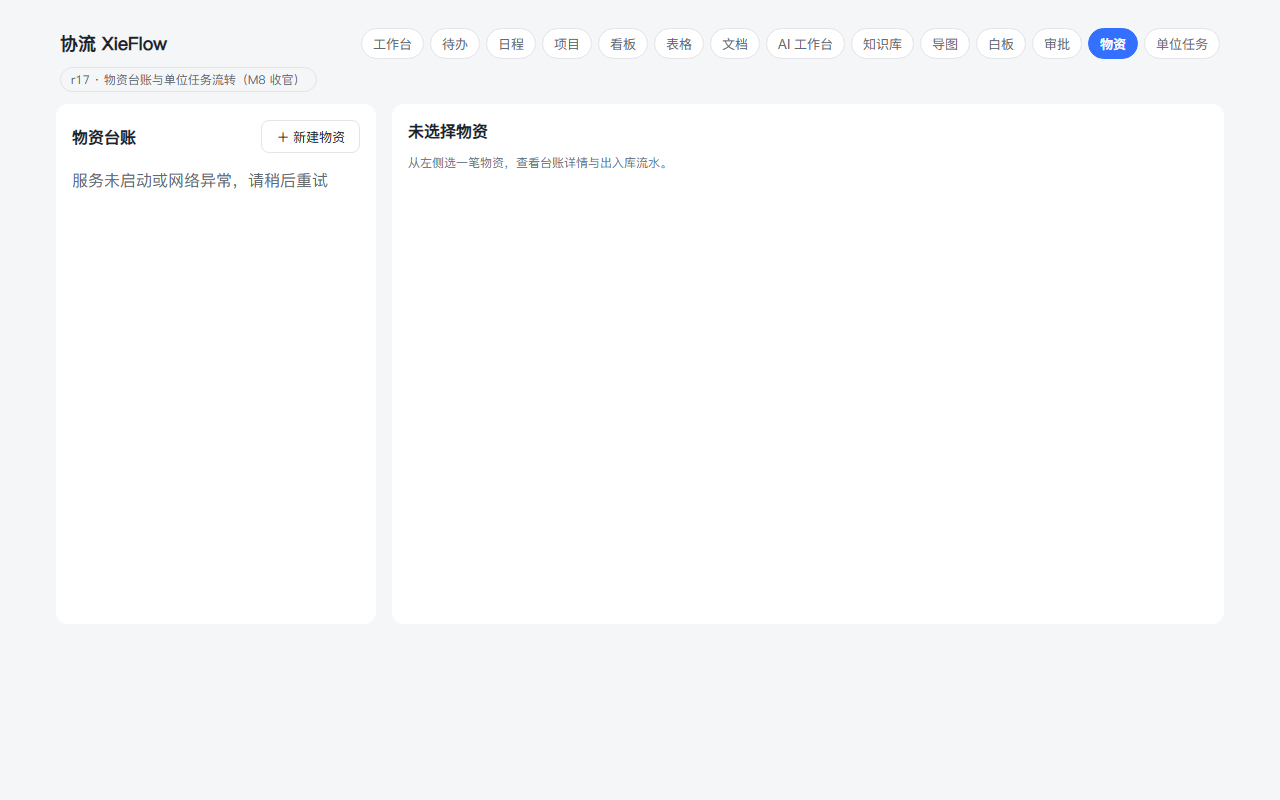 协流 XieFlow
工作台 待办 日程 项目 看板 表格 文档 AI 工作台 知识库 导图 白板 审批 物资 单位任务
r17 · 物资台账与单位任务流转（M8 收官）
物资台账
＋ 新建物资
服务未启动或网络异常，请稍后重试
未选择物资
从左侧选一笔物资，查看台账详情与出入库流水。